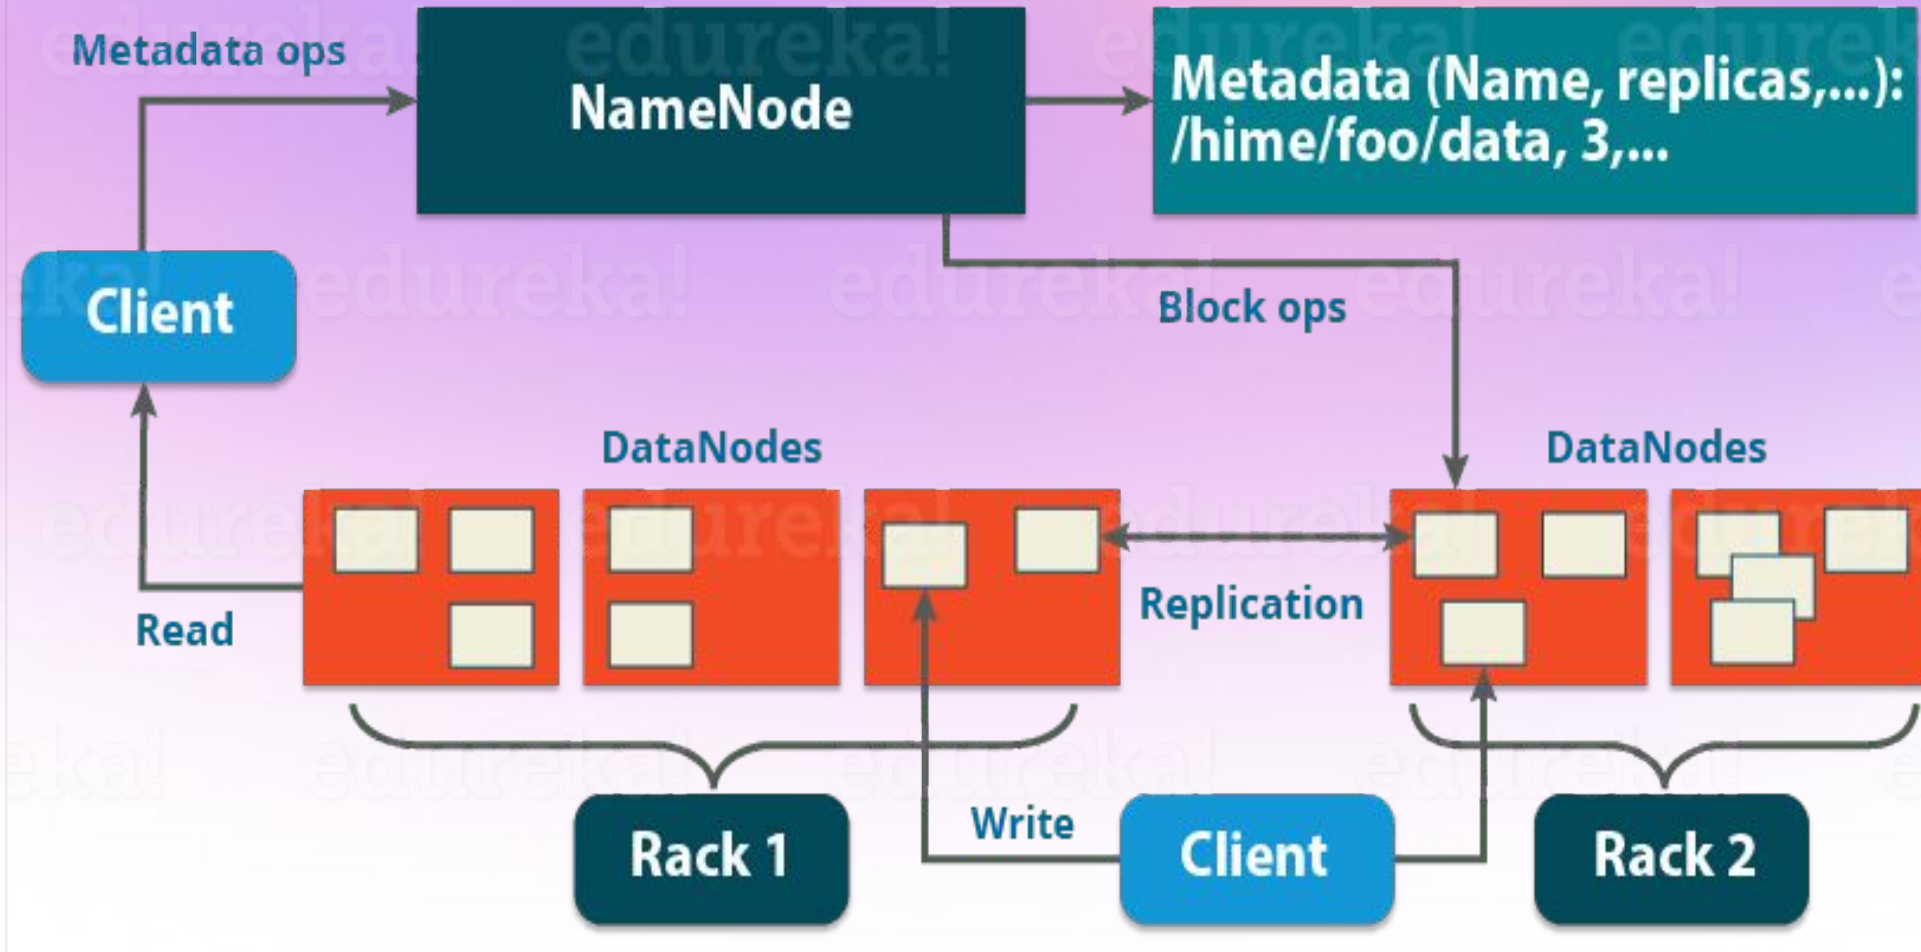 Metadata ops
NameNode
Metadata (Name, replicas,...):
/hime/foo/data, 3,...
Client
Block ops
DataNodes
DataNodes
Read
Replication
Write
Rack 1
Client
Rack 2
edureka!